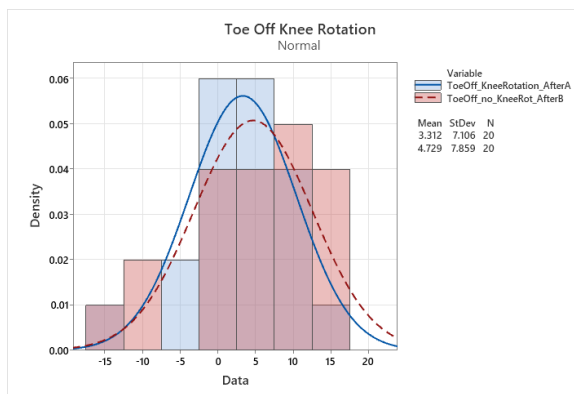 Toe Off Knee Rotation
Normal
Variable
ToeOff_KneeRotation_AfterA
ToeOff_no_KneeRot_AfterB
Mean StDev N
3.312 7.106 20
4.729 7.859 20
0.06
0.05
0.04
0.03
0.02
0.01
0.00
Density
-15 -10 -5 0 5 10 15 20
Data